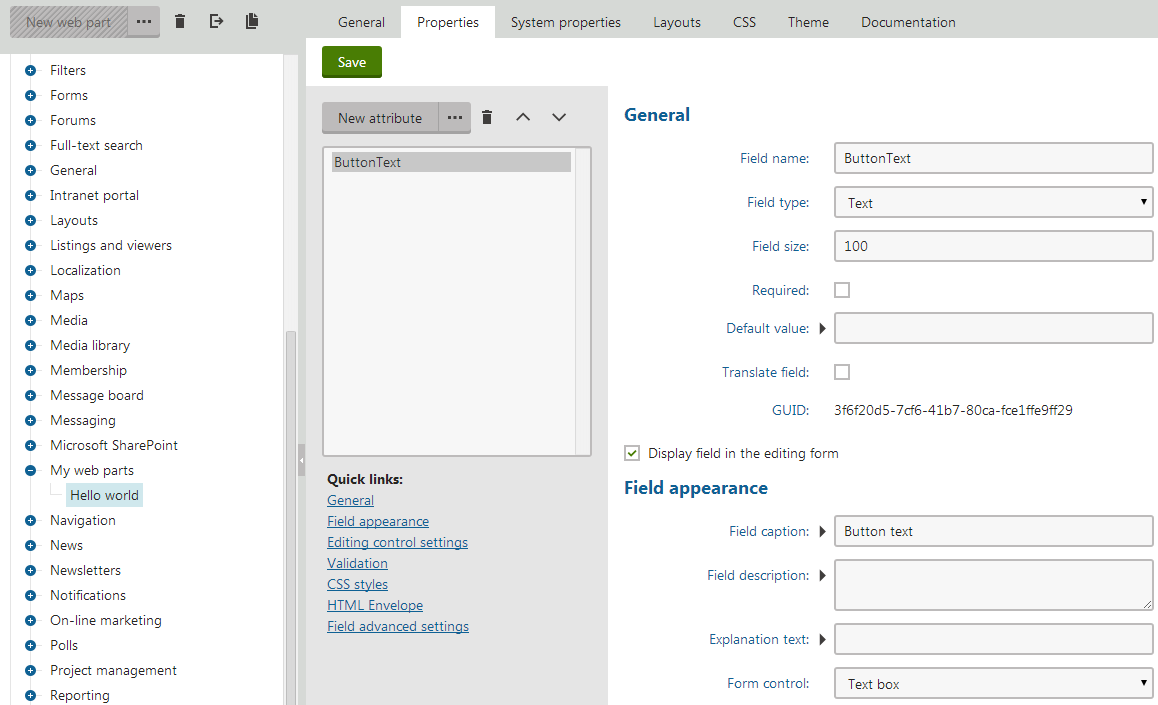 New web part ...
General Properties System properties Layouts CSS Theme Documentation
Save
Filters
Forms
Forums
Full-text search
General
Intranet portal
Layouts
Listings and viewers
Localization
Maps
Media
Media library
Membership
Message board
Messaging
Microsoft SharePoint
My web parts
Hello world
Navigation
News
Newsletters
Notifications
On-line marketing
Polls
Project management
Reporting
New attribute ...
ButtonText
Quick links:
General
Field appearance
Editing control settings
Validation
CSS styles
HTML Envelope
Field advanced settings
General
Field name: ButtonText
Field type: Text
Field size: 100
Required:
Default value:
Translate field:
GUID: 3f6f20d5-7cf6-41b7-80ca-fce1ffe9ff29
Display field in the editing form
Field appearance
Field caption: Button text
Field description:
Explanation text:
Form control: Text box